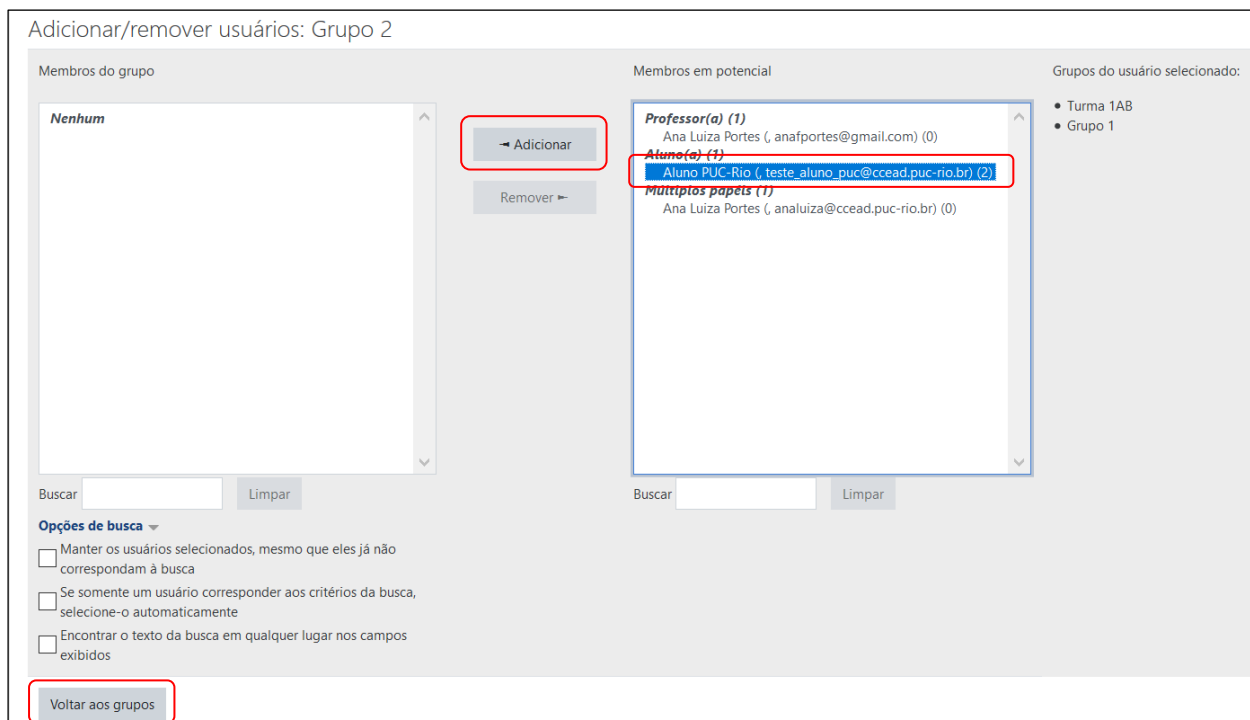 Adicionar/remover usuários: Grupo 2
Membros do grupo
Nenhum
Buscar
Limpar
Opções de busca
Manter os usuários selecionados, mesmo que eles já não
correspondam à busca
Se somente um usuário corresponder aos critérios da busca,
selecione-o automaticamente
Encontrar o texto da busca em qualquer lugar nos campos
exibidos
Adicionar
Remover
Membros em potencial
Professor(a) (1)
Ana Luiza Portes (, anafportes@gmail.com) (0)
Aluno(a) (1)
Aluno PUC-Rio (, teste_aluno_puc@ccead.puc-rio.br) (2)
Múltiplos papéis (1)
Ana Luiza Portes (, analuiza@ccead.puc-rio.br) (0)
Buscar
Limpar
Grupos do usuário selecionado:
• Turma 1AB
• Grupo 1
Voltar aos grupos